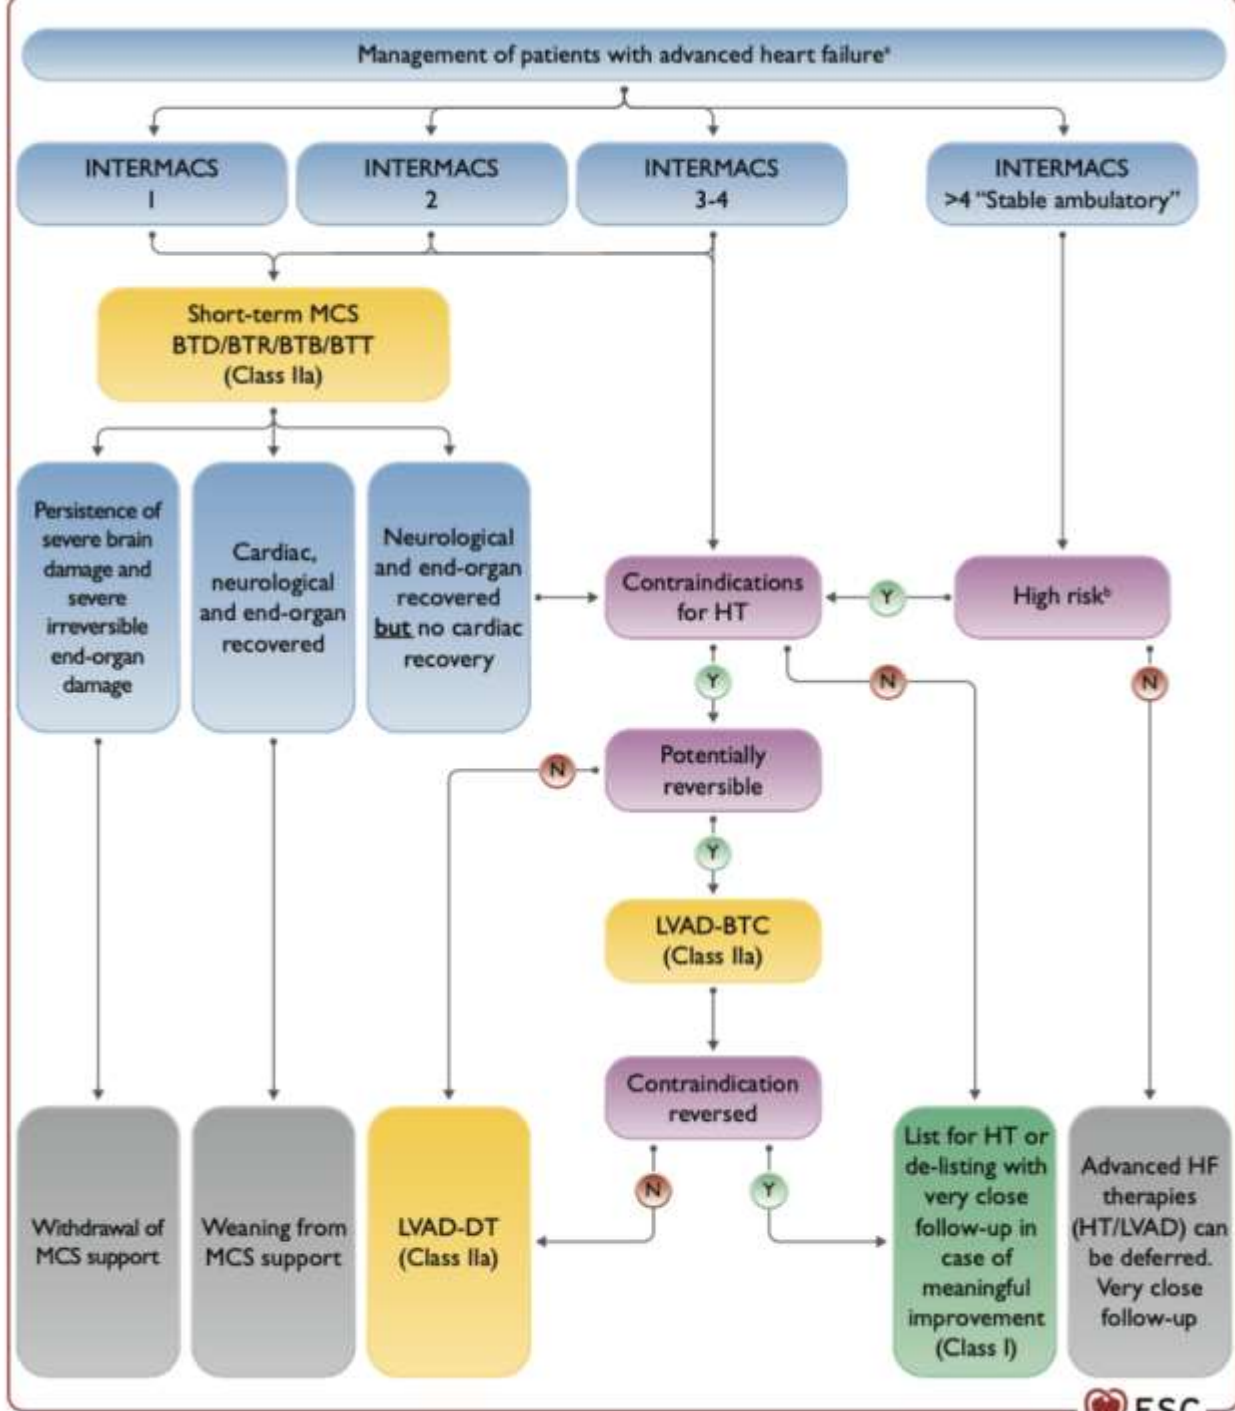 Management of patients with advanced heart failureᵃ
INTERMACS
1
INTERMACS
2
INTERMACS
3-4
INTERMACS
>4 “Stable ambulatory”
Short-term MCS
BTD/BTR/BTB/BTT
(Class IIa)
Persistence of
severe brain
damage and
severe
irreversible
end-organ
damage
Cardiac,
neurological
and end-organ
recovered
Neurological
and end-organ
recovered
but no cardiac
recovery
Contraindications
for HT
Y
High riskᵇ
Y
N
N
Potentially
reversible
N
Y
LVAD-BTC
(Class IIa)
Contraindication
reversed
N
Y
Withdrawal of
MCS support
Weaning from
MCS support
LVAD-DT
(Class IIa)
List for HT or
de-listing with
very close
follow-up in
case of
meaningful
improvement
(Class I)
Advanced HF
therapies
(HT/LVAD) can
be deferred.
Very close
follow-up
ESC